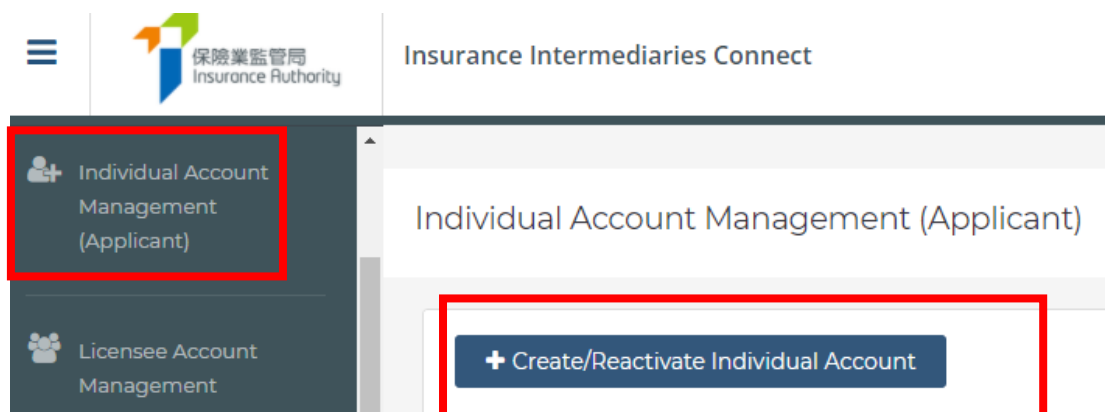 保險業監管局
Insurance Authority
Insurance Intermediaries Connect
Individual Account
Management
(Applicant)
Licensee Account
Management
Individual Account Management (Applicant)
+ Create/Reactivate Individual Account